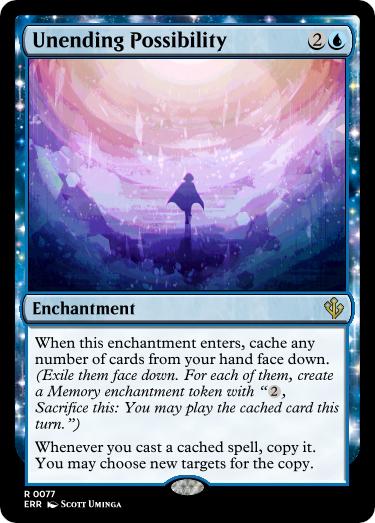 Unending Possibility 2
Enchantment
When this enchantment enters, cache any
number of cards from your hand face down.
(Exile them face down. For each of them, create
a Memory enchantment token with “2,
Sacrifice this: You may play the cached card this
turn.”)
Whenever you cast a cached spell, copy it.
You may choose new targets for the copy.
R 0077
ERR Scott Uminga